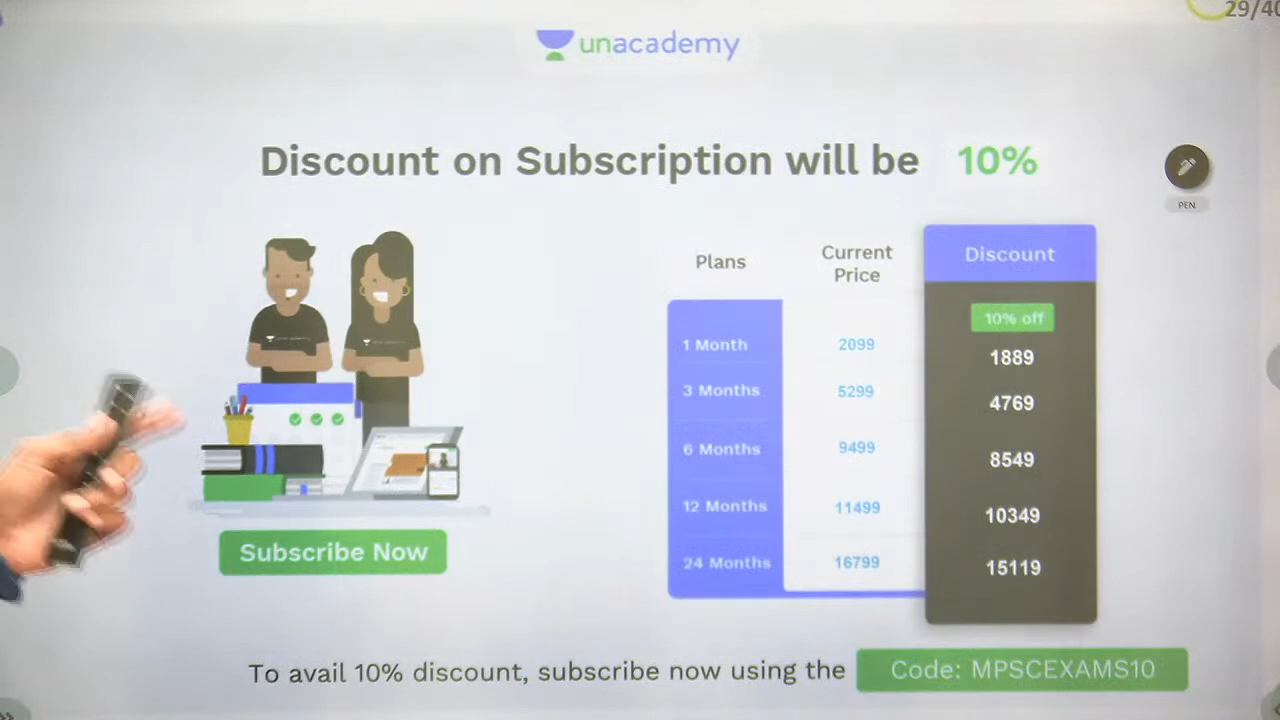 29/40
unacademy
Discount on Subscription will be 10%
Plans
Current
Price
Discount
10% off
1 Month 2099 1889
3 Months 5299 4769
6 Months 9499 8549
12 Months 11499 10349
24 Months 16799 15119
PEN
Subscribe Now
To avail 10% discount, subscribe now using the Code: MPSCEXAMS10